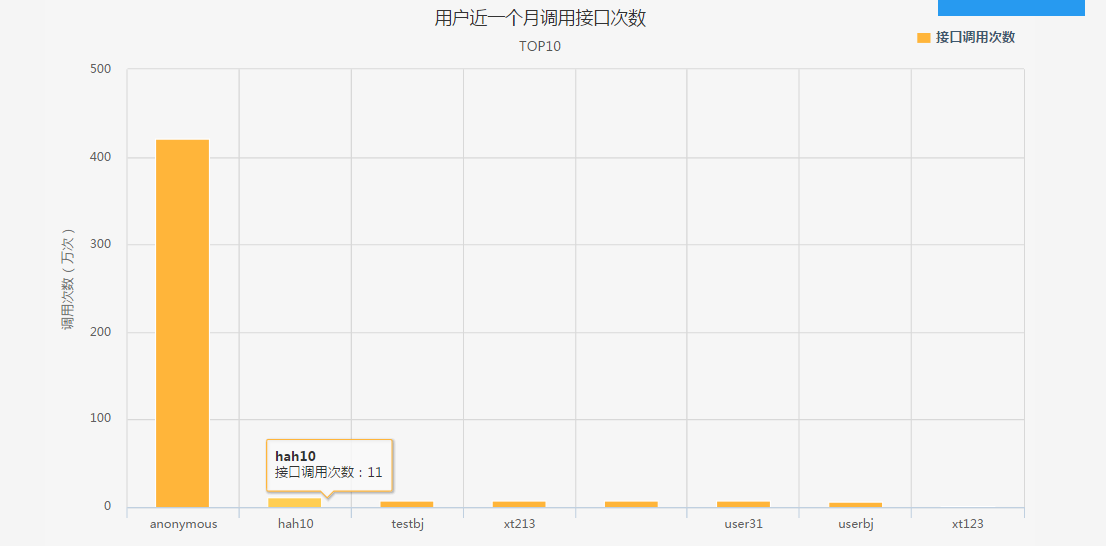 用户近一个月调用接口次数
TOP10
接口调用次数
调用次数（万次）
500
400
300
200
100
0
hah10
接口调用次数：11
anonymous
hah10
testbj
xt213
user31
userbj
xt123